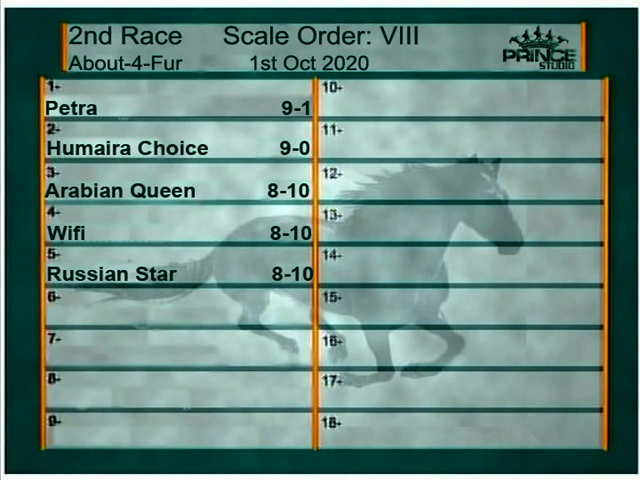 2nd Race Scale Order: VIII
About-4-Fur 1st Oct 2020
PRINCE
STUDIO
1-
Petra 9-1
2-
Humaira Choice 9-0
3-
Arabian Queen 8-10
4-
Wifi 8-10
5-
Russian Star 8-10
6-
7-
8-
9-
10-
11-
12-
13-
14-
15-
16-
17-
18-